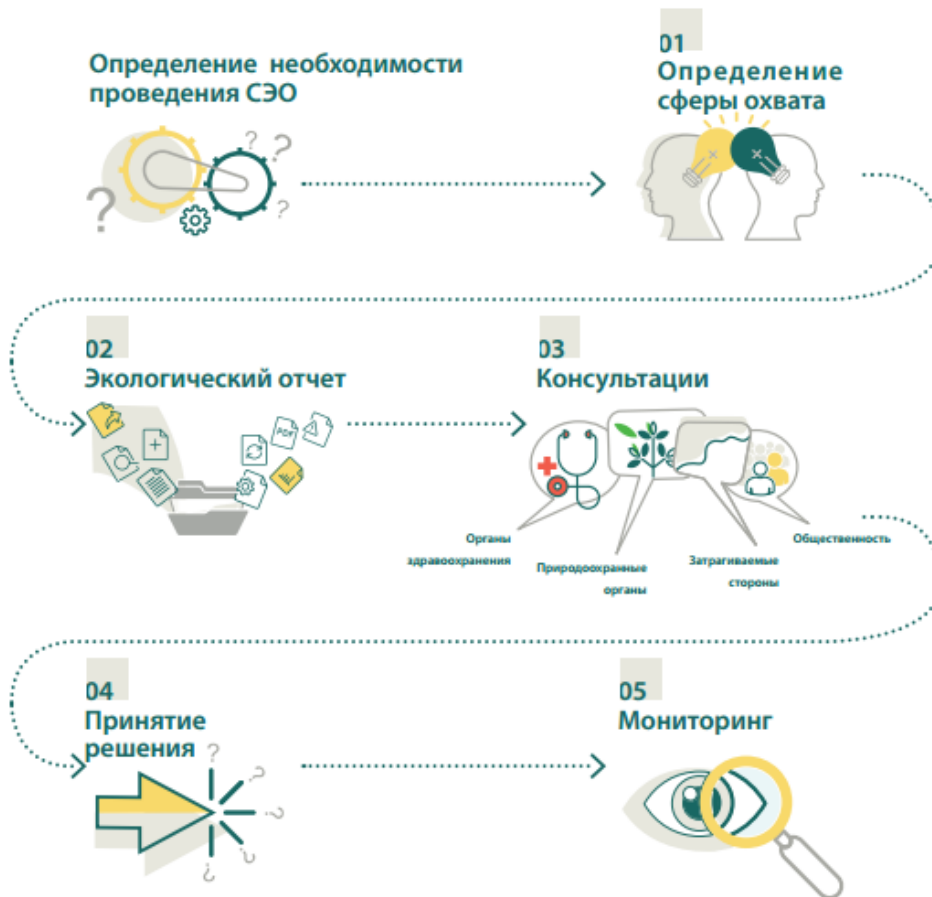 Определение необходимости
проведения СЭО
01
Определение
сферы охвата
02
Экологический отчет
PDF
03
Консультации
Органы
здравоохранения
Природоохранные
органы
Затрагиваемые
стороны
Общественность
04
Принятие
решения
05
Мониторинг